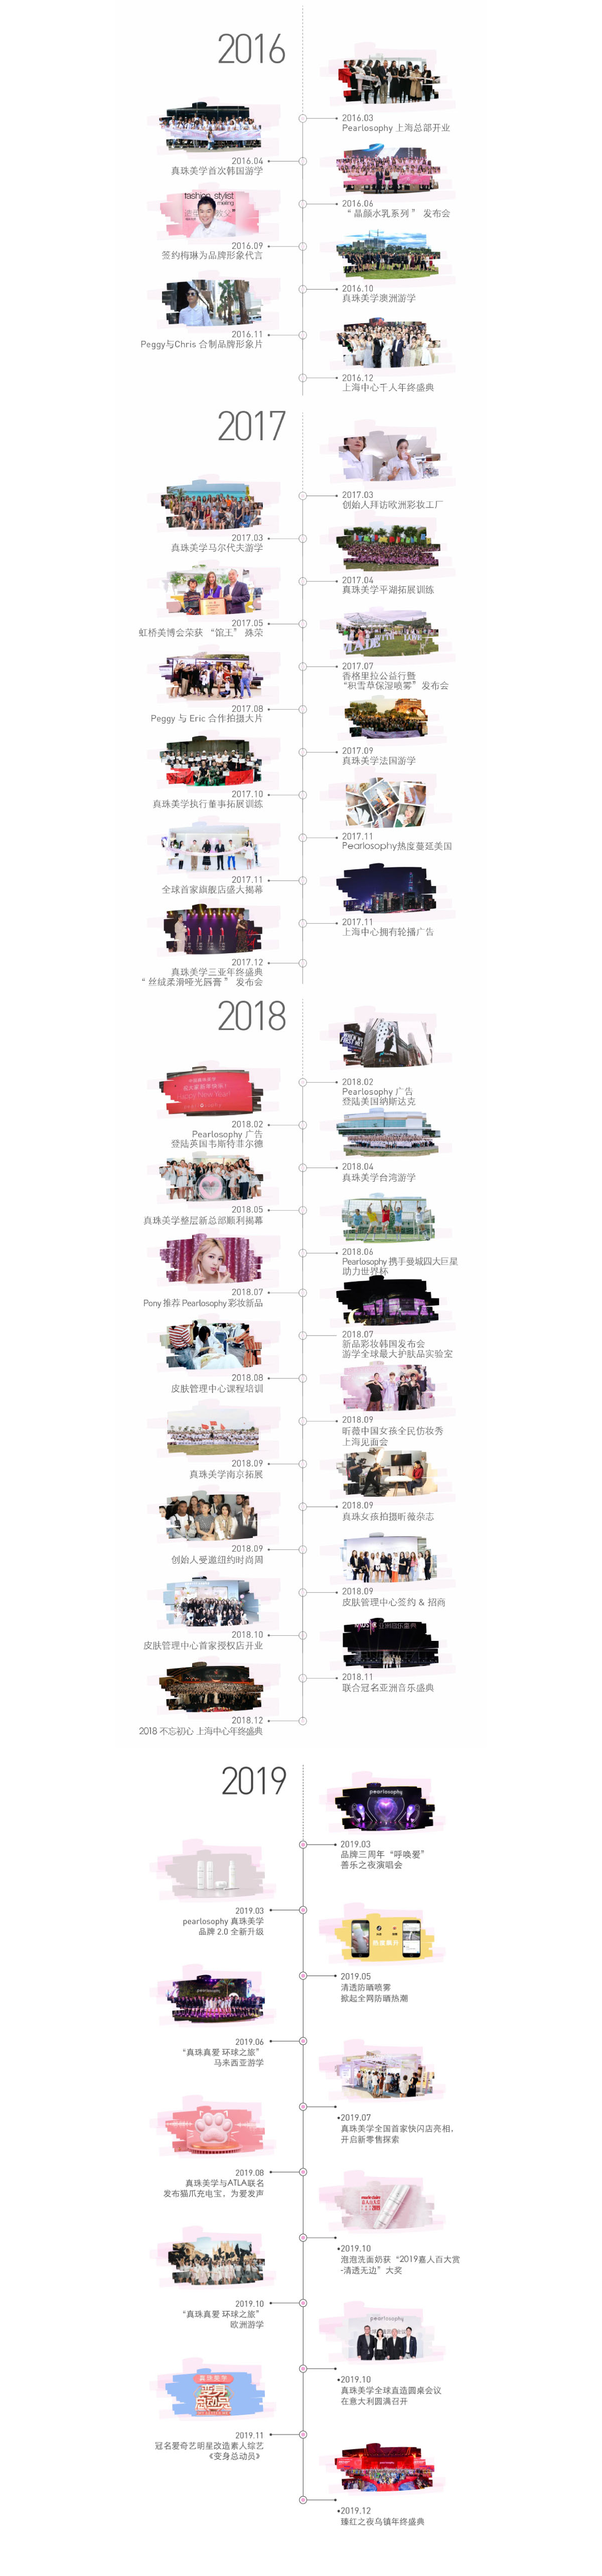 2016
2016.03
Pearlosophy 上海总部开业
2016.04
真珠美学首次韩国游学
2016.06
“晶颜水乳系列” 发布会
fashion stylist
2016.09
签约梅琳为品牌形象代言
2016.10
真珠美学澳洲游学
2016.11
Peggy与Chris 合制品牌形象片
2016.12
上海中心千人年终盛典
2017
2017.03
创始人拜访欧洲彩妆工厂
2017.03
真珠美学马尔代夫游学
2017.04
真珠美学平湖拓展训练
2017.05
虹桥美博会荣获 “馆王” 殊荣
2017.07
香格里拉公益行暨
“积雪草保湿喷雾” 发布会
2017.08
Peggy 与 Eric 合作拍摄大片
2017.09
真珠美学法国游学
2017.10
真珠美学执行董事拓展训练
2017.11
Pearlosophy热度蔓延美国
2017.11
全球首家旗舰店盛大揭幕
2017.11
上海中心拥有轮播广告
2017.12
真珠美学三业年终盛典
“丝绒柔滑哑光唇膏” 发布会
2018
2018.02
Pearlosophy 广告
登陆美国纳斯达克
Happy New Year!
2018.02
Pearlosophy 广告
登陆英国韦斯特菲尔德
2018.04
真珠美学台湾游学
2018.05
真珠美学整层新总部顺利揭幕
2018.06
Pearlosophy 携手曼城四大巨星
助力世界杯
2018.07
Pony 推荐 Pearlosophy 彩妆新品
2018.07
新品彩妆韩国发布会
游学全球最大护肤品实验室
2018.08
皮肤管理中心课程培训
2018.09
昕薇中国女孩全民仿妆秀
上海见面会
2018.09
真珠美学南京拓展
2018.09
真珠女孩拍摄昕薇杂志
2018.09
创始人受邀纽约时尚周
2018.09
皮肤管理中心签约 & 招商
2018.10
皮肤管理中心首家授权店开业
亚洲音乐盛典
2018.11
联合冠名亚洲音乐盛典
2018.12
2018 不忘初心 上海中心年终盛典
2019
pearlosophy
2019.03
品牌三周年 “呼唤爱”
善乐之夜演唱会
2019.03
pearlosophy 真珠美学
品牌 2.0 全新升级
2019.05
清透防晒喷雾
掀起全网防晒热潮
2019.06
“真珠真爱 环球之旅”
马来西亚游学
2019.07
真珠美学全国首家快闪店亮相,
开启新零售探索
2019.08
真珠美学与ATLA联名
发布猫爪充电宝, 为爱发声
2019.10
泡泡洗面奶获 “2019嘉人百大赏
-清透无边” 大奖
2019.10
“真珠真爱 环球之旅”
欧洲游学
pearlosophy
2019.10
真珠美学全球直造圆桌会议
在意大利圆满召开
2019.11
冠名爱奇艺明星改造素人综艺
《变身总动员》
2019.12
臻红之夜乌镇年终盛典